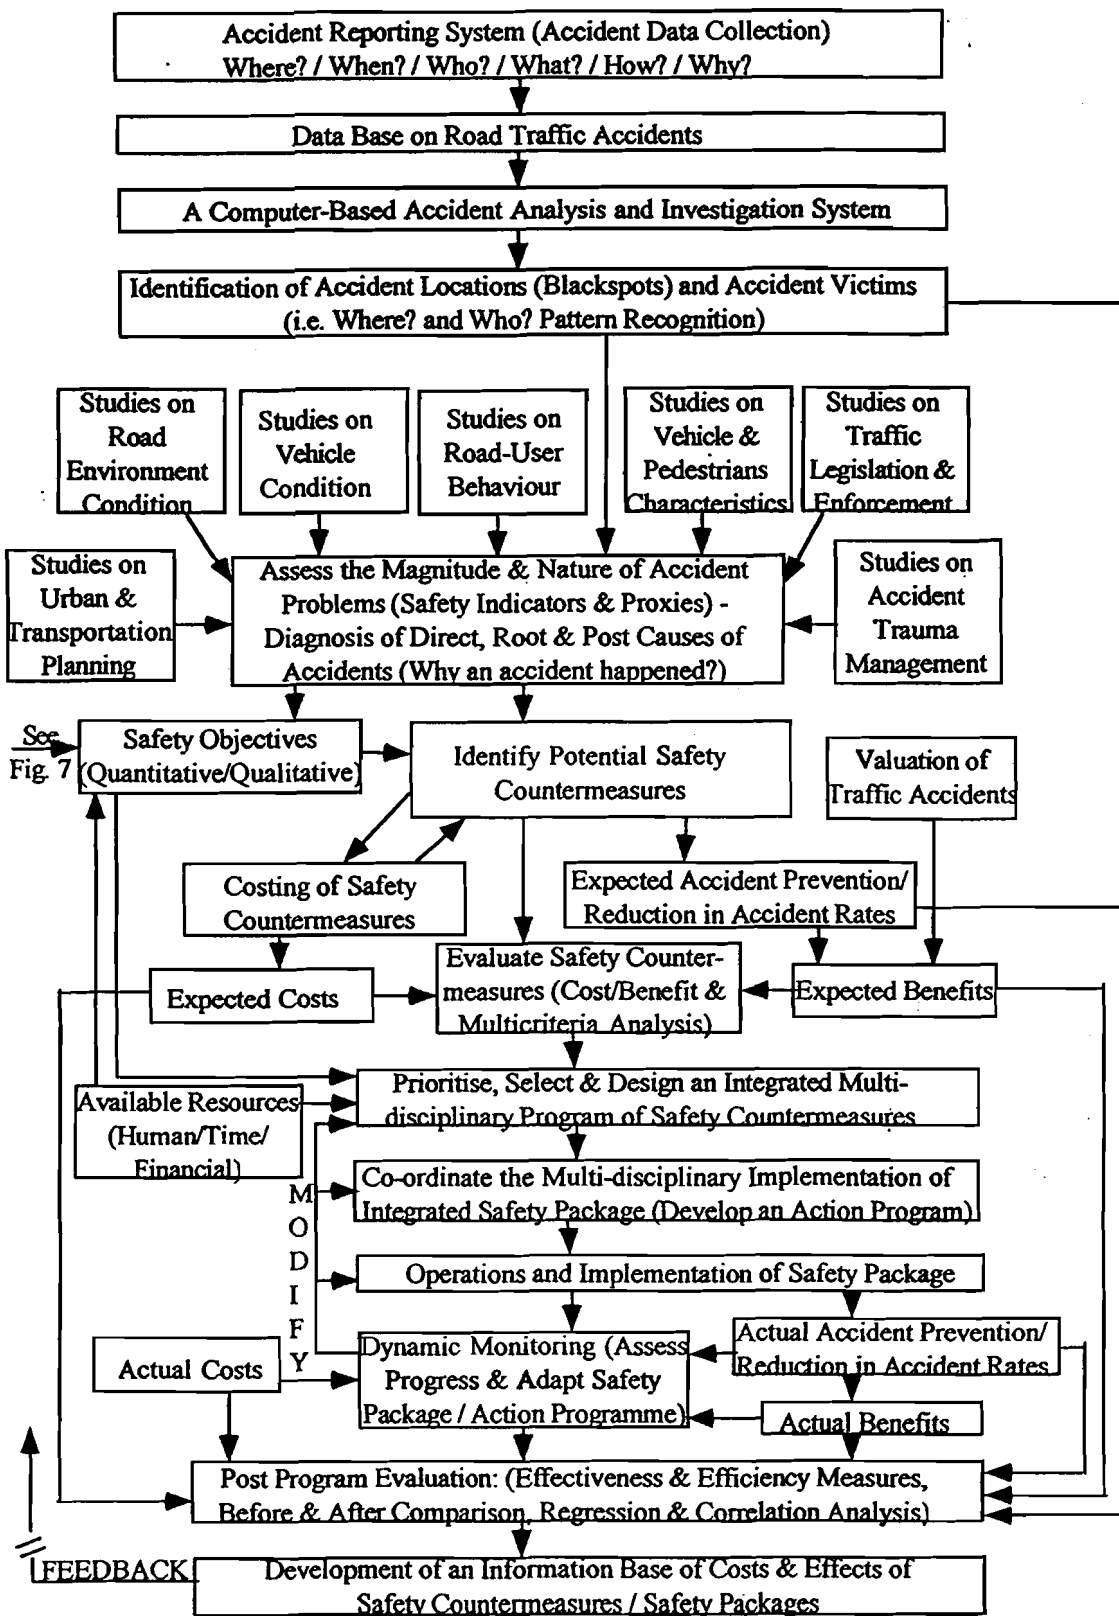 Accident Reporting System (Accident Data Collection)
Where? / When? / Who? / What? / How? / Why?
Data Base on Road Traffic Accidents
A Computer-Based Accident Analysis and Investigation System
Identification of Accident Locations (Blackspots) and Accident Victims
(i.e. Where? and Who? Pattern Recognition)
Studies on
Road
Environment
Condition
Studies on
Vehicle
Condition
Studies on
Road-User
Behaviour
Studies on
Vehicle &
Pedestrians
Characteristics
Studies on
Traffic
Legislation &
Enforcement
Studies on
Urban &
Transportation
Planning
Assess the Magnitude & Nature of Accident
Problems (Safety Indicators & Proxies) -
Diagnosis of Direct, Root & Post Causes of
Accidents (Why an accident happened?)
Studies on
Accident
Trauma
Management
See
Fig. 7
Safety Objectives
(Quantitative/Qualitative)
Identify Potential Safety
Countermeasures
Valuation of
Traffic Accidents
Costing of Safety
Countermeasures
Expected Accident Prevention/
Reduction in Accident Rates
Expected Costs
Evaluate Safety Counter-
measures (Cost/Benefit &
Multicriteria Analysis)
Expected Benefits
Available Resources
(Human/Time/
Financial)
Prioritise, Select & Design an Integrated Multi-
disciplinary Program of Safety Countermeasures
Co-ordinate the Multi-disciplinary Implementation of
Integrated Safety Package (Develop an Action Program)
M
O
D
I
F
Y
Operations and Implementation of Safety Package
Actual Costs
Dynamic Monitoring (Assess
Progress & Adapt Safety
Package / Action Programme)
Actual Accident Prevention/
Reduction in Accident Rates
Actual Benefits
Post Program Evaluation: (Effectiveness & Efficiency Measures,
Before & After Comparison, Regression & Correlation Analysis)
FEEDBACK
Development of an Information Base of Costs & Effects of
Safety Countermeasures / Safety Packages